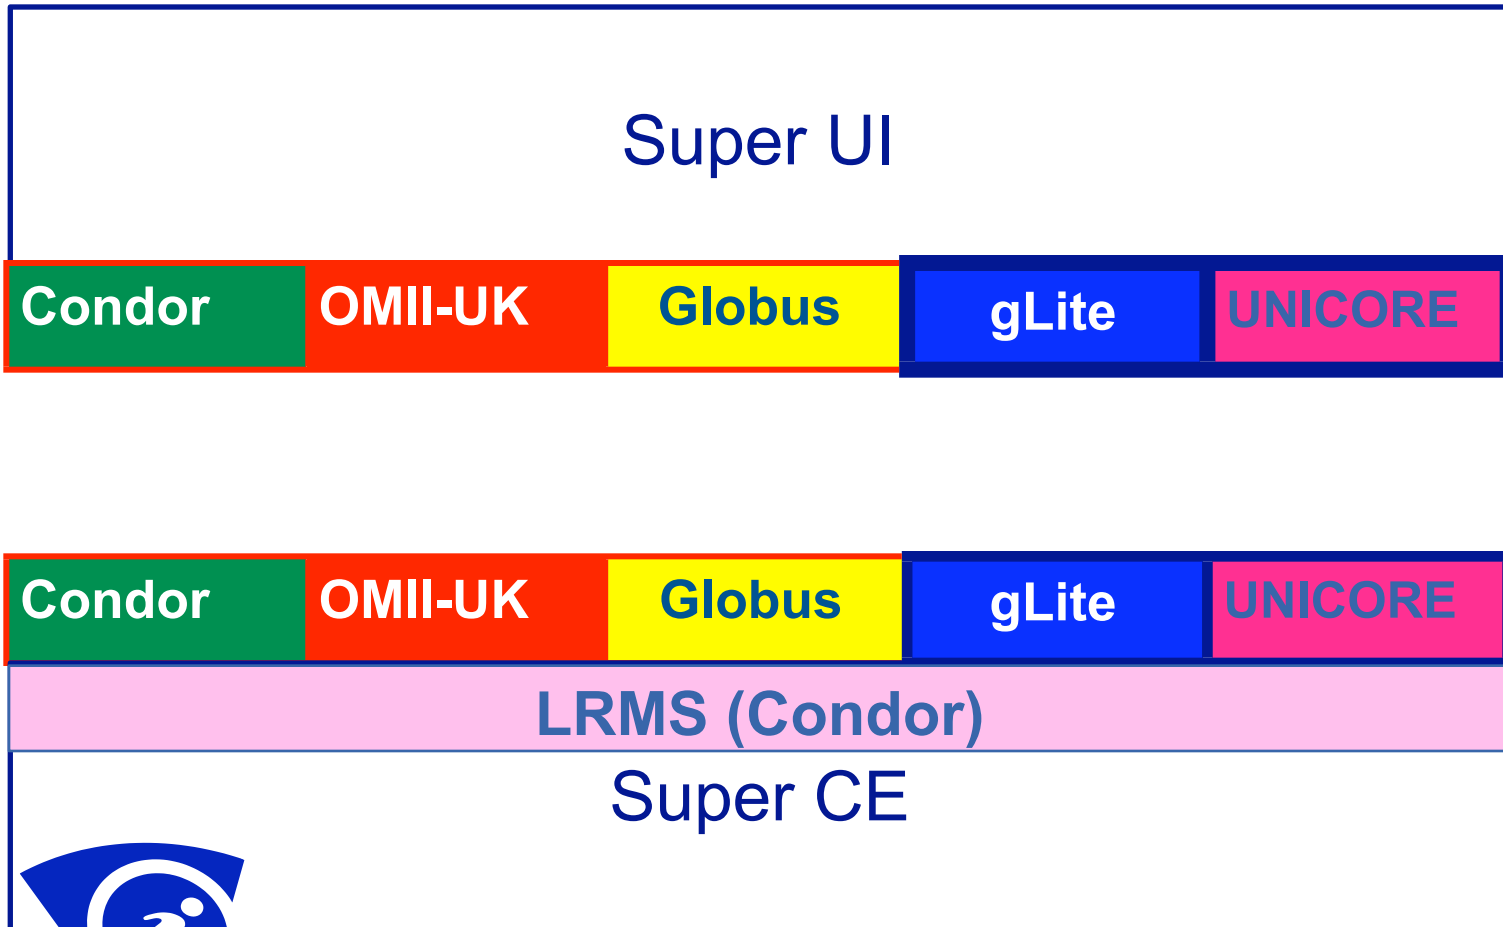 Super UI
Condor OMII-UK Globus gLite UNICORE
Condor OMII-UK Globus gLite UNICORE
LRMS (Condor)
Super CE